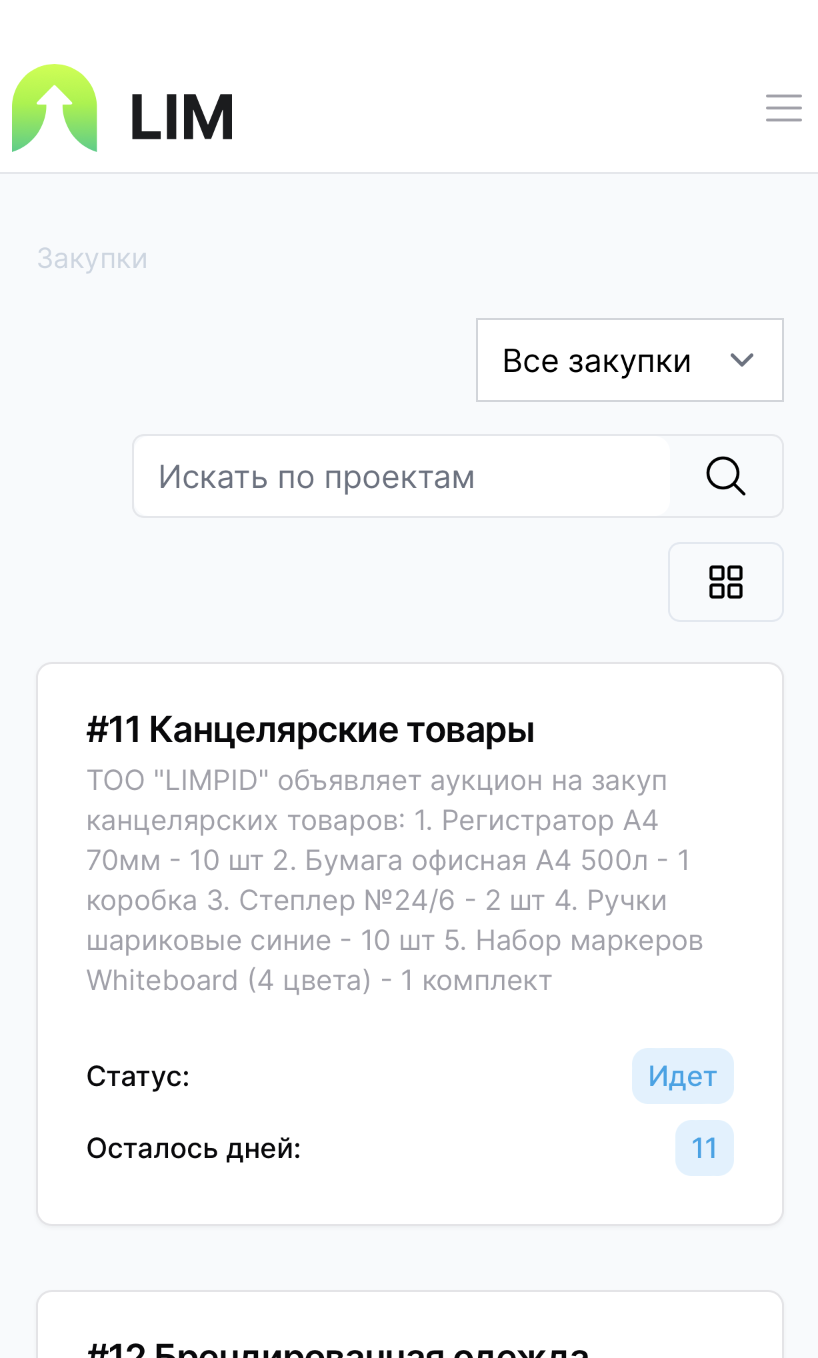 LIM
Закупки
Все закупки
Искать по проектам
#11 Канцелярские товары
ТОО "LIMPID" объявляет аукцион на закуп
канцелярских товаров: 1. Регистратор А4
70мм - 10 шт 2. Бумага офисная А4 500л - 1
коробка 3. Степлер №24/6 - 2 шт 4. Ручки
шариковые синие - 10 шт 5. Набор маркеров
Whiteboard (4 цвета) - 1 комплект
Статус:
Идет
Осталось дней:
11
#12 Брендированная одежда